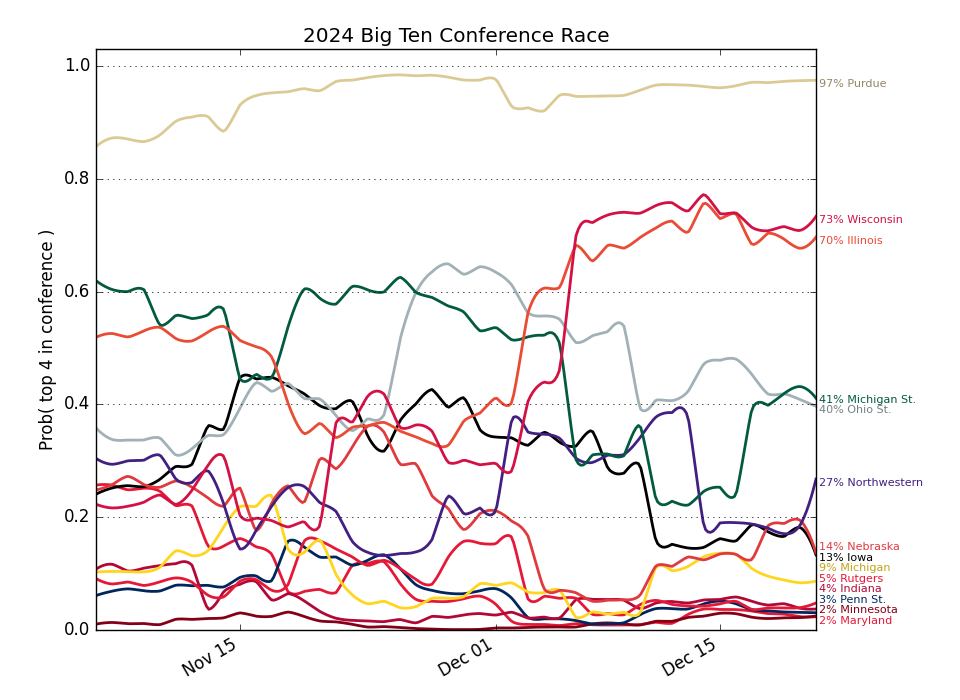 2024 Big Ten Conference Race
Prob( top 4 in conference )
1.0
0.8
0.6
0.4
0.2
0.0
Nov 15
Dec 01
Dec 15
97% Purdue
73% Wisconsin
70% Illinois
41% Michigan St.
40% Ohio St.
27% Northwestern
14% Nebraska
13% Iowa
9% Michigan
5% Rutgers
4% Indiana
3% Penn St.
2% Minnesota
2% Maryland